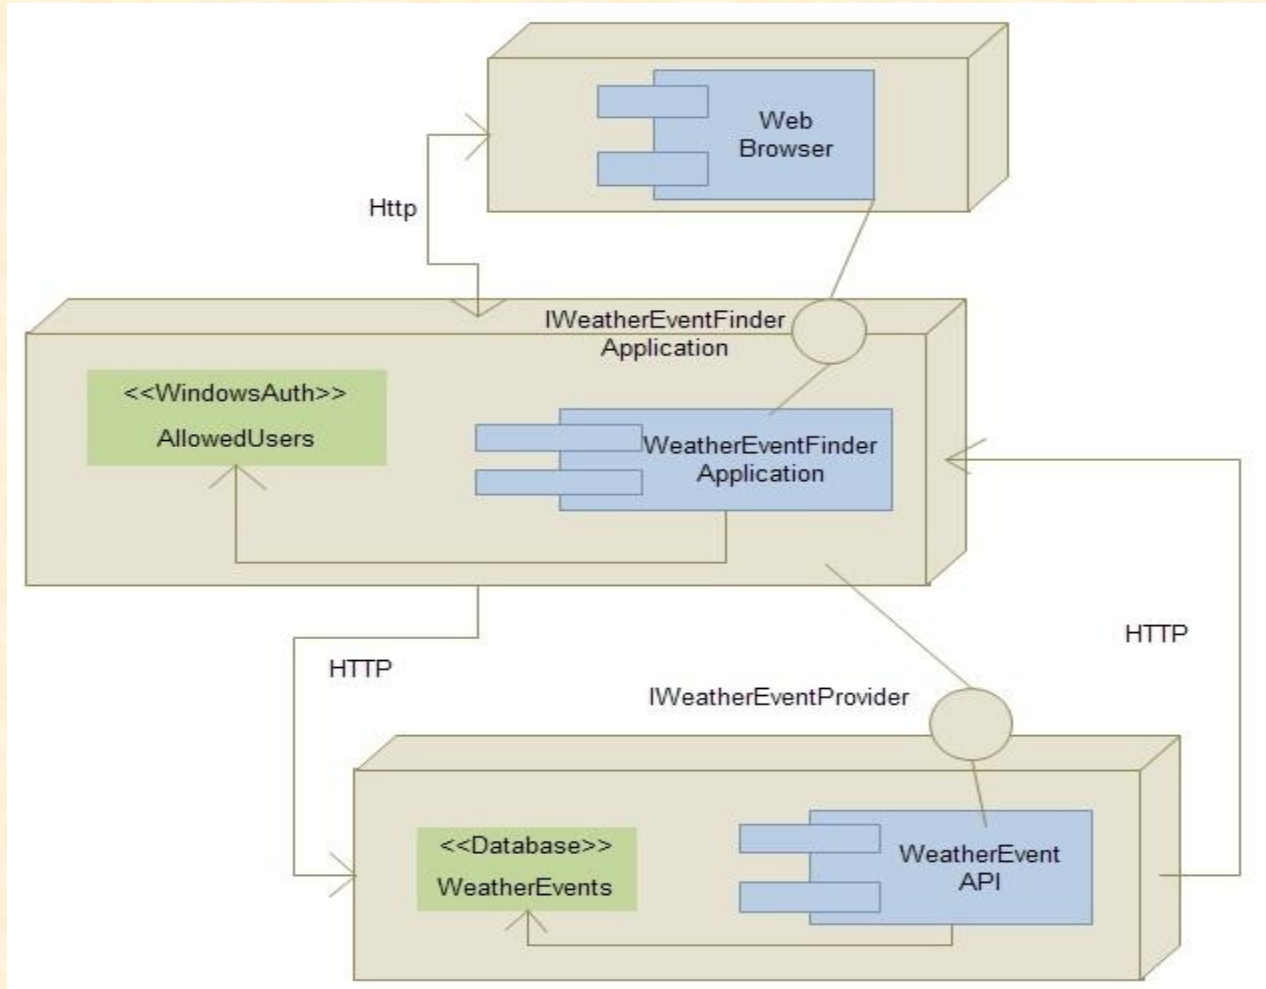 Web
Browser
Http
IWeatherEventFinder
Application
<<WindowsAuth>>
AllowedUsers
WeatherEventFinder
Application
HTTP
HTTP
IWeatherEventProvider
<<Database>>
WeatherEvents
WeatherEvent
API